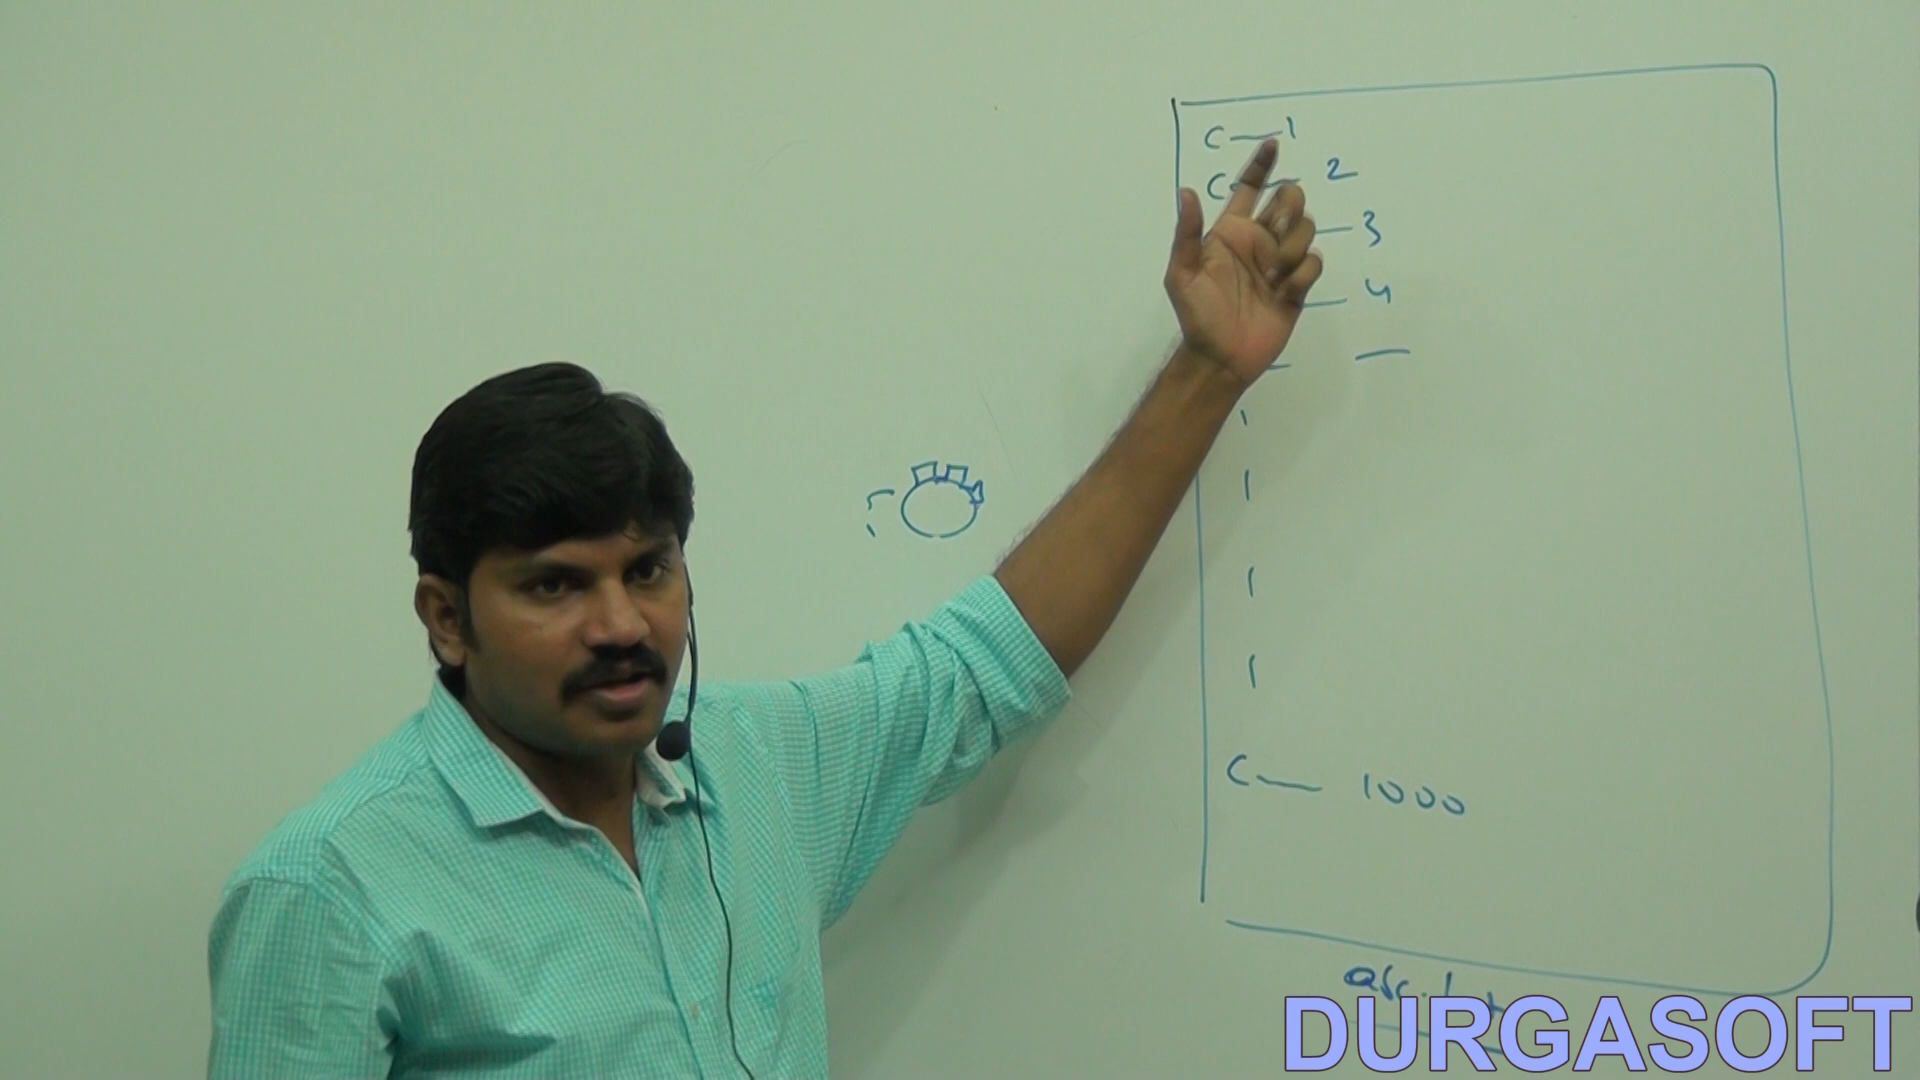 C — 1
C — 2
— 3
— 4
C — 1000
DURGASOFT